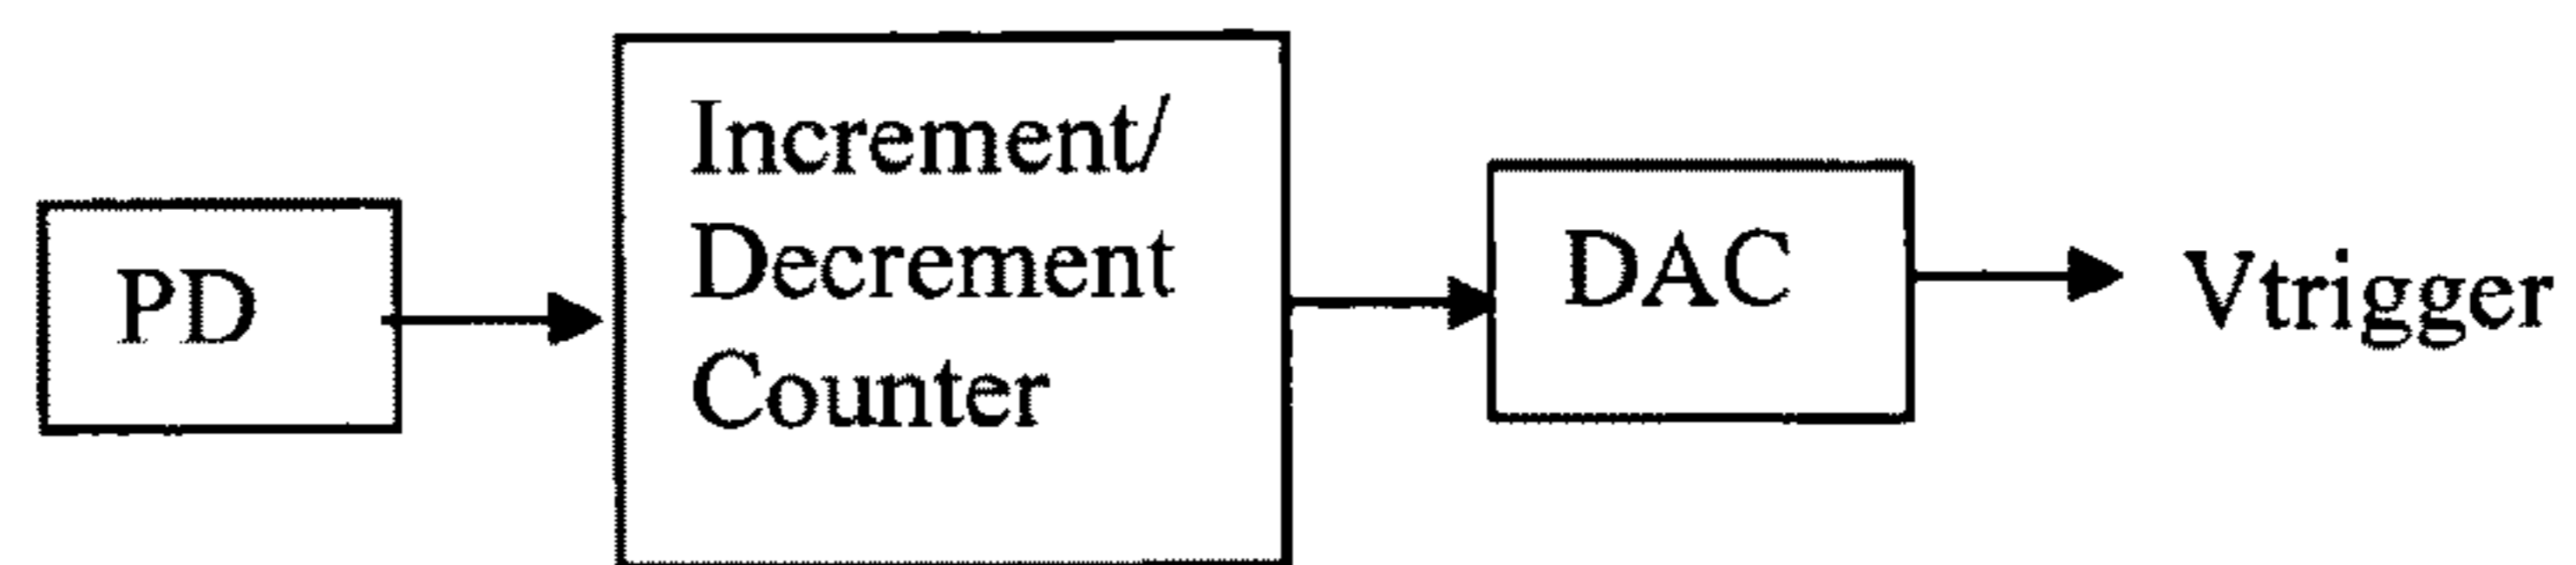 PD
Increment/
Decrement
Counter
DAC
Vtrigger